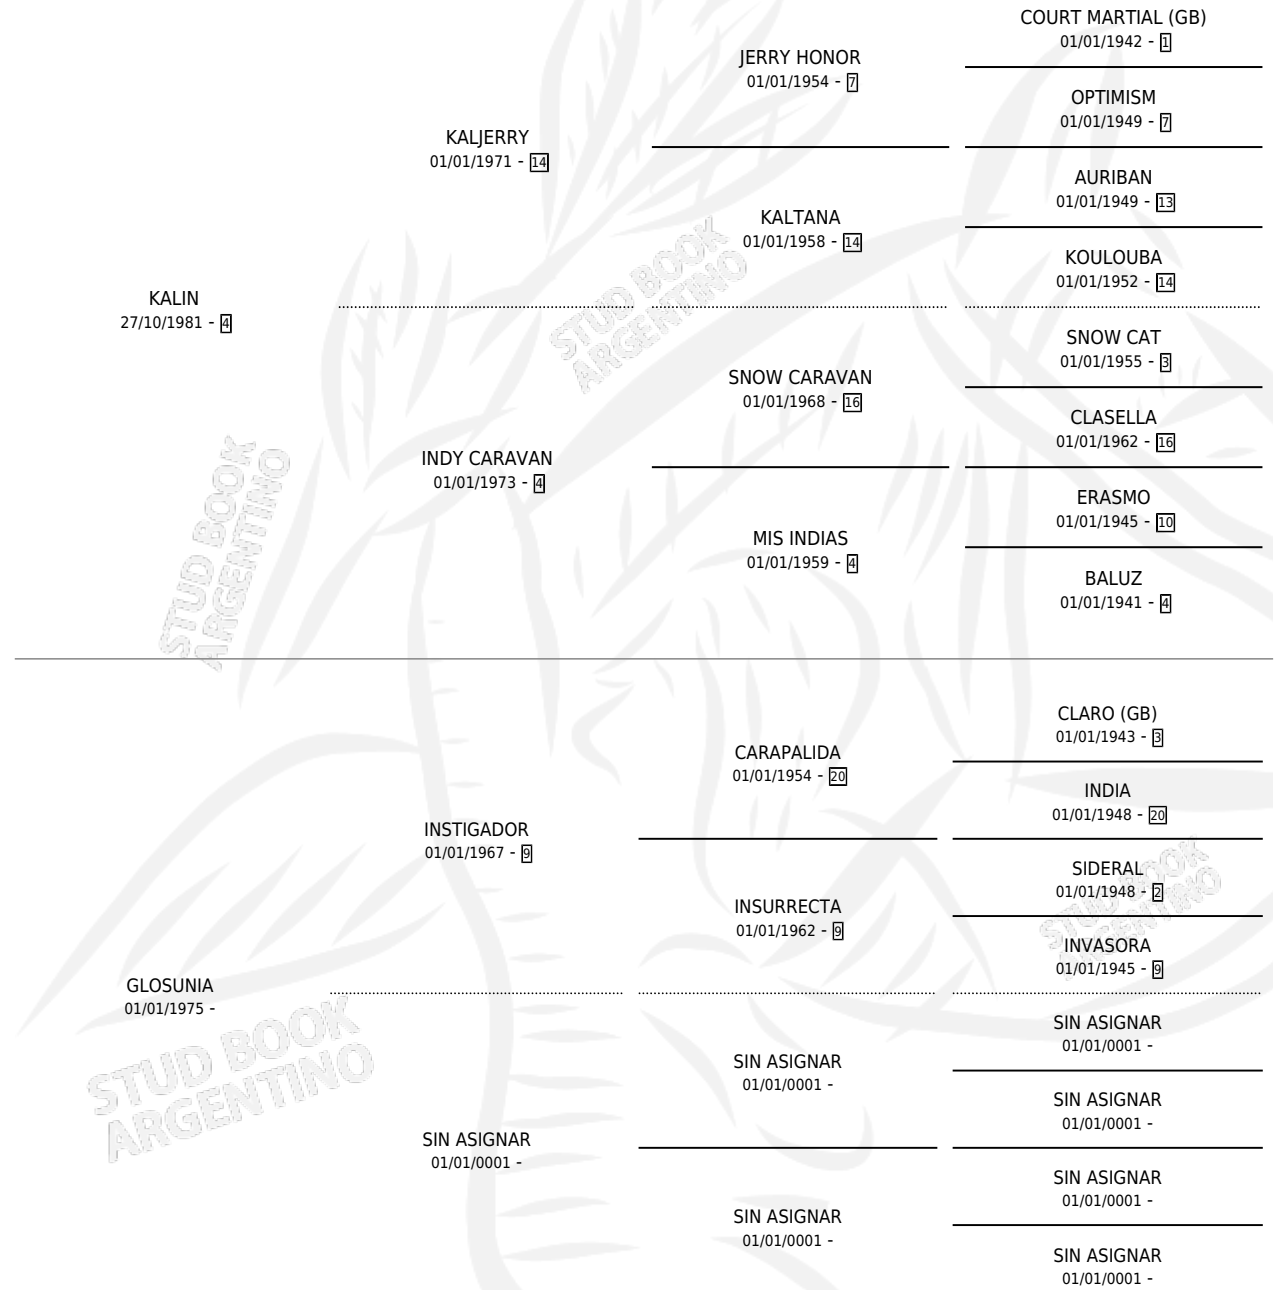 COURT MARTIAL (GB)
01/01/1942 - 1
JERRY HONOR
01/01/1954 - 7
OPTIMISM
01/01/1949 - 7
KALJERRY
01/01/1971 - 14
AURIBAN
01/01/1949 - 13
KALTANA
01/01/1958 - 14
KOULOUBA
01/01/1952 - 14
KALIN
27/10/1981 - 4
STUD BOOK
ARGENTINO
SNOW CAT
01/01/1955 - 3
SNOW CARAVAN
01/01/1968 - 16
CLASELLA
01/01/1962 - 16
INDY CARAVAN
01/01/1973 - 4
ERASMO
01/01/1945 - 10
MIS INDIAS
01/01/1959 - 4
BALUZ
01/01/1941 - 4
STUD BOOK
ARGENTINO
CLARO (GB)
01/01/1943 - 3
CARAPALIDA
01/01/1954 - 20
INDIA
01/01/1948 - 20
INSTIGADOR
01/01/1967 - 9
SIDERAL
01/01/1948 - 2
INSURRECTA
01/01/1962 - 9
INVASORA
01/01/1945 - 9
STUD BOOK
ARGENTINO
GLOSUNIA
01/01/1975 -
SIN ASIGNAR
01/01/0001 -
SIN ASIGNAR
01/01/0001 -
SIN ASIGNAR
01/01/0001 -
STUD BOOK
ARGENTINO
SIN ASIGNAR
01/01/0001 -
SIN ASIGNAR
01/01/0001 -
SIN ASIGNAR
01/01/0001 -
SIN ASIGNAR
01/01/0001 -